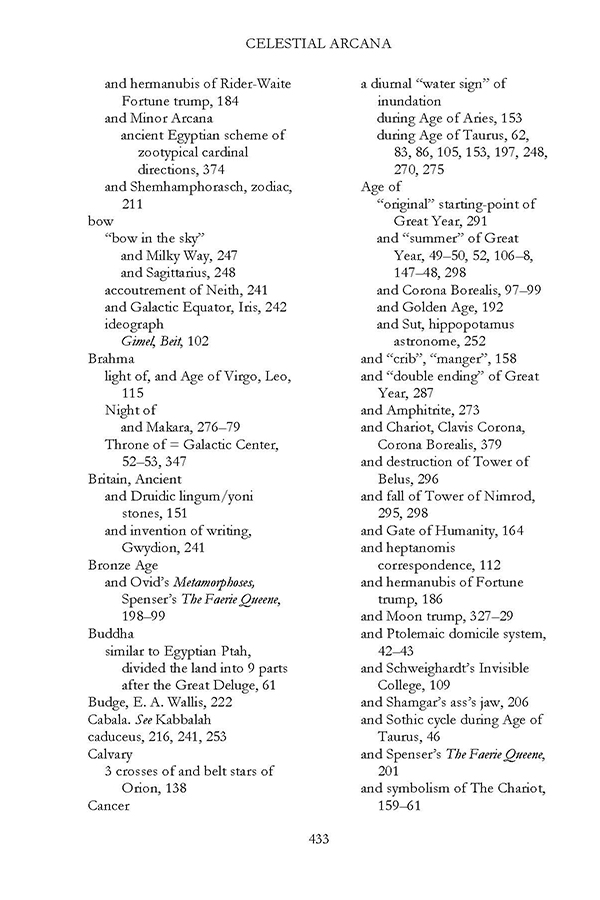 CELESTIAL ARCANA
and hermanubis of Rider-Waite
Fortune trump, 184
and Minor Arcana
ancient Egyptian scheme of
zootypical cardinal
directions, 374
and Shemhamphorasch, zodiac,
211
bow
“bow in the sky”
and Milky Way, 247
and Sagittarius, 248
accoutrement of Neith, 241
and Galactic Equator, Iris, 242
ideograph
Gimel, Beit, 102
Brahma
light of, and Age of Virgo, Leo,
115
Night of
and Makara, 276–79
Throne of = Galactic Center,
52–53, 347
Britain, Ancient
and Druidic lingum/yoni
stones, 151
and invention of writing,
Gwydion, 241
Bronze Age
and Ovid’s Metamorphoses,
Spenser’s The Faerie Queene,
198–99
Buddha
similar to Egyptian Ptah,
divided the land into 9 parts
after the Great Deluge, 61
Budge, E. A. Wallis, 222
Cabala. See Kabbalah
caduceus, 216, 241, 253
Calvary
3 crosses of and belt stars of
Orion, 138
Cancer
a diurnal “water sign” of
inundation
during Age of Aries, 153
during Age of Taurus, 62,
83, 86, 105, 153, 197, 248,
270, 275
Age of
“original” starting-point of
Great Year, 291
and “summer” of Great
Year, 49–50, 52, 106–8,
147–48, 298
and Corona Borealis, 97–99
and Golden Age, 192
and Sut, hippopotamus
astronome, 252
and “crib”, “manger”, 158
and “double ending” of Great
Year, 287
and Amphitrite, 273
and Chariot, Clavis Corona,
Corona Borealis, 379
and destruction of Tower of
Belus, 296
and fall of Tower of Nimrod,
295, 298
and Gate of Humanity, 164
and heptanomis
correspondence, 112
and hermanubis of Fortune
trump, 186
and Moon trump, 327–29
and Ptolemaic domicile system,
42–43
and Schweighardt’s Invisible
College, 109
and Shamgar’s ass’s jaw, 206
and Sothic cycle during Age of
Taurus, 46
and Spenser’s The Faerie Queene,
201
and symbolism of The Chariot,
159–61
433